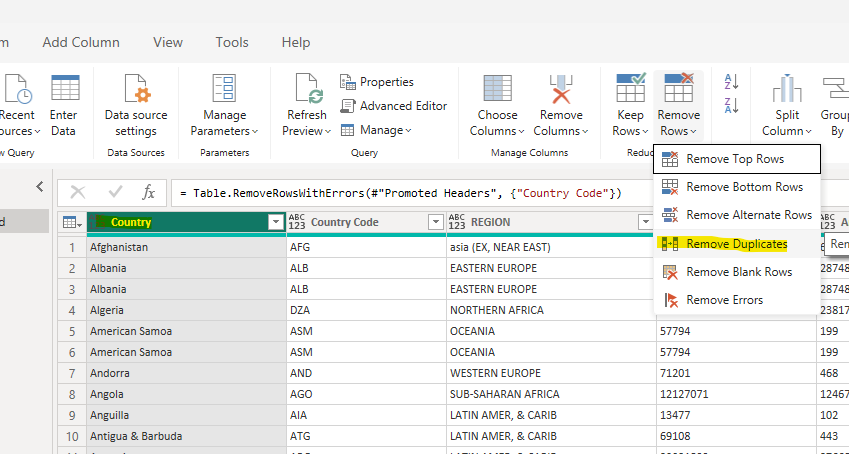 m Add Column View Tools Help
Recent Sources Enter Data
Data source settings
Manage Parameters
Refresh Preview
Properties
Advanced Editor
Manage
Choose Columns
Remove Columns
Keep Rows
Remove Rows
A Z
Z A
Split Column
Group By
w Query
Data Sources
Parameters
Query
Manage Columns
Reduc
Remove Top Rows
Remove Bottom Rows
Remove Alternate Rows
Remove Duplicates
Rem
Remove Blank Rows
Remove Errors
d
fx = Table.RemoveRowsWithErrors(#"Promoted Headers", {"Country Code"})
Country ABC 123 Country Code ABC 123 REGION
1 Afghanistan AFG asia (EX, NEAR EAST)
2 Albania ALB EASTERN EUROPE 28748
3 Albania ALB EASTERN EUROPE 28748
4 Algeria DZA NORTHERN AFRICA 23817
5 American Samoa ASM OCEANIA 57794 199
6 American Samoa ASM OCEANIA 57794 199
7 Andorra AND WESTERN EUROPE 71201 468
8 Angola AGO SUB-SAHARAN AFRICA 12127071 12467
9 Anguilla AIA LATIN AMER, & CARIB 13477 102
10 Antigua & Barbuda ATG LATIN AMER, & CARIB 69108 443